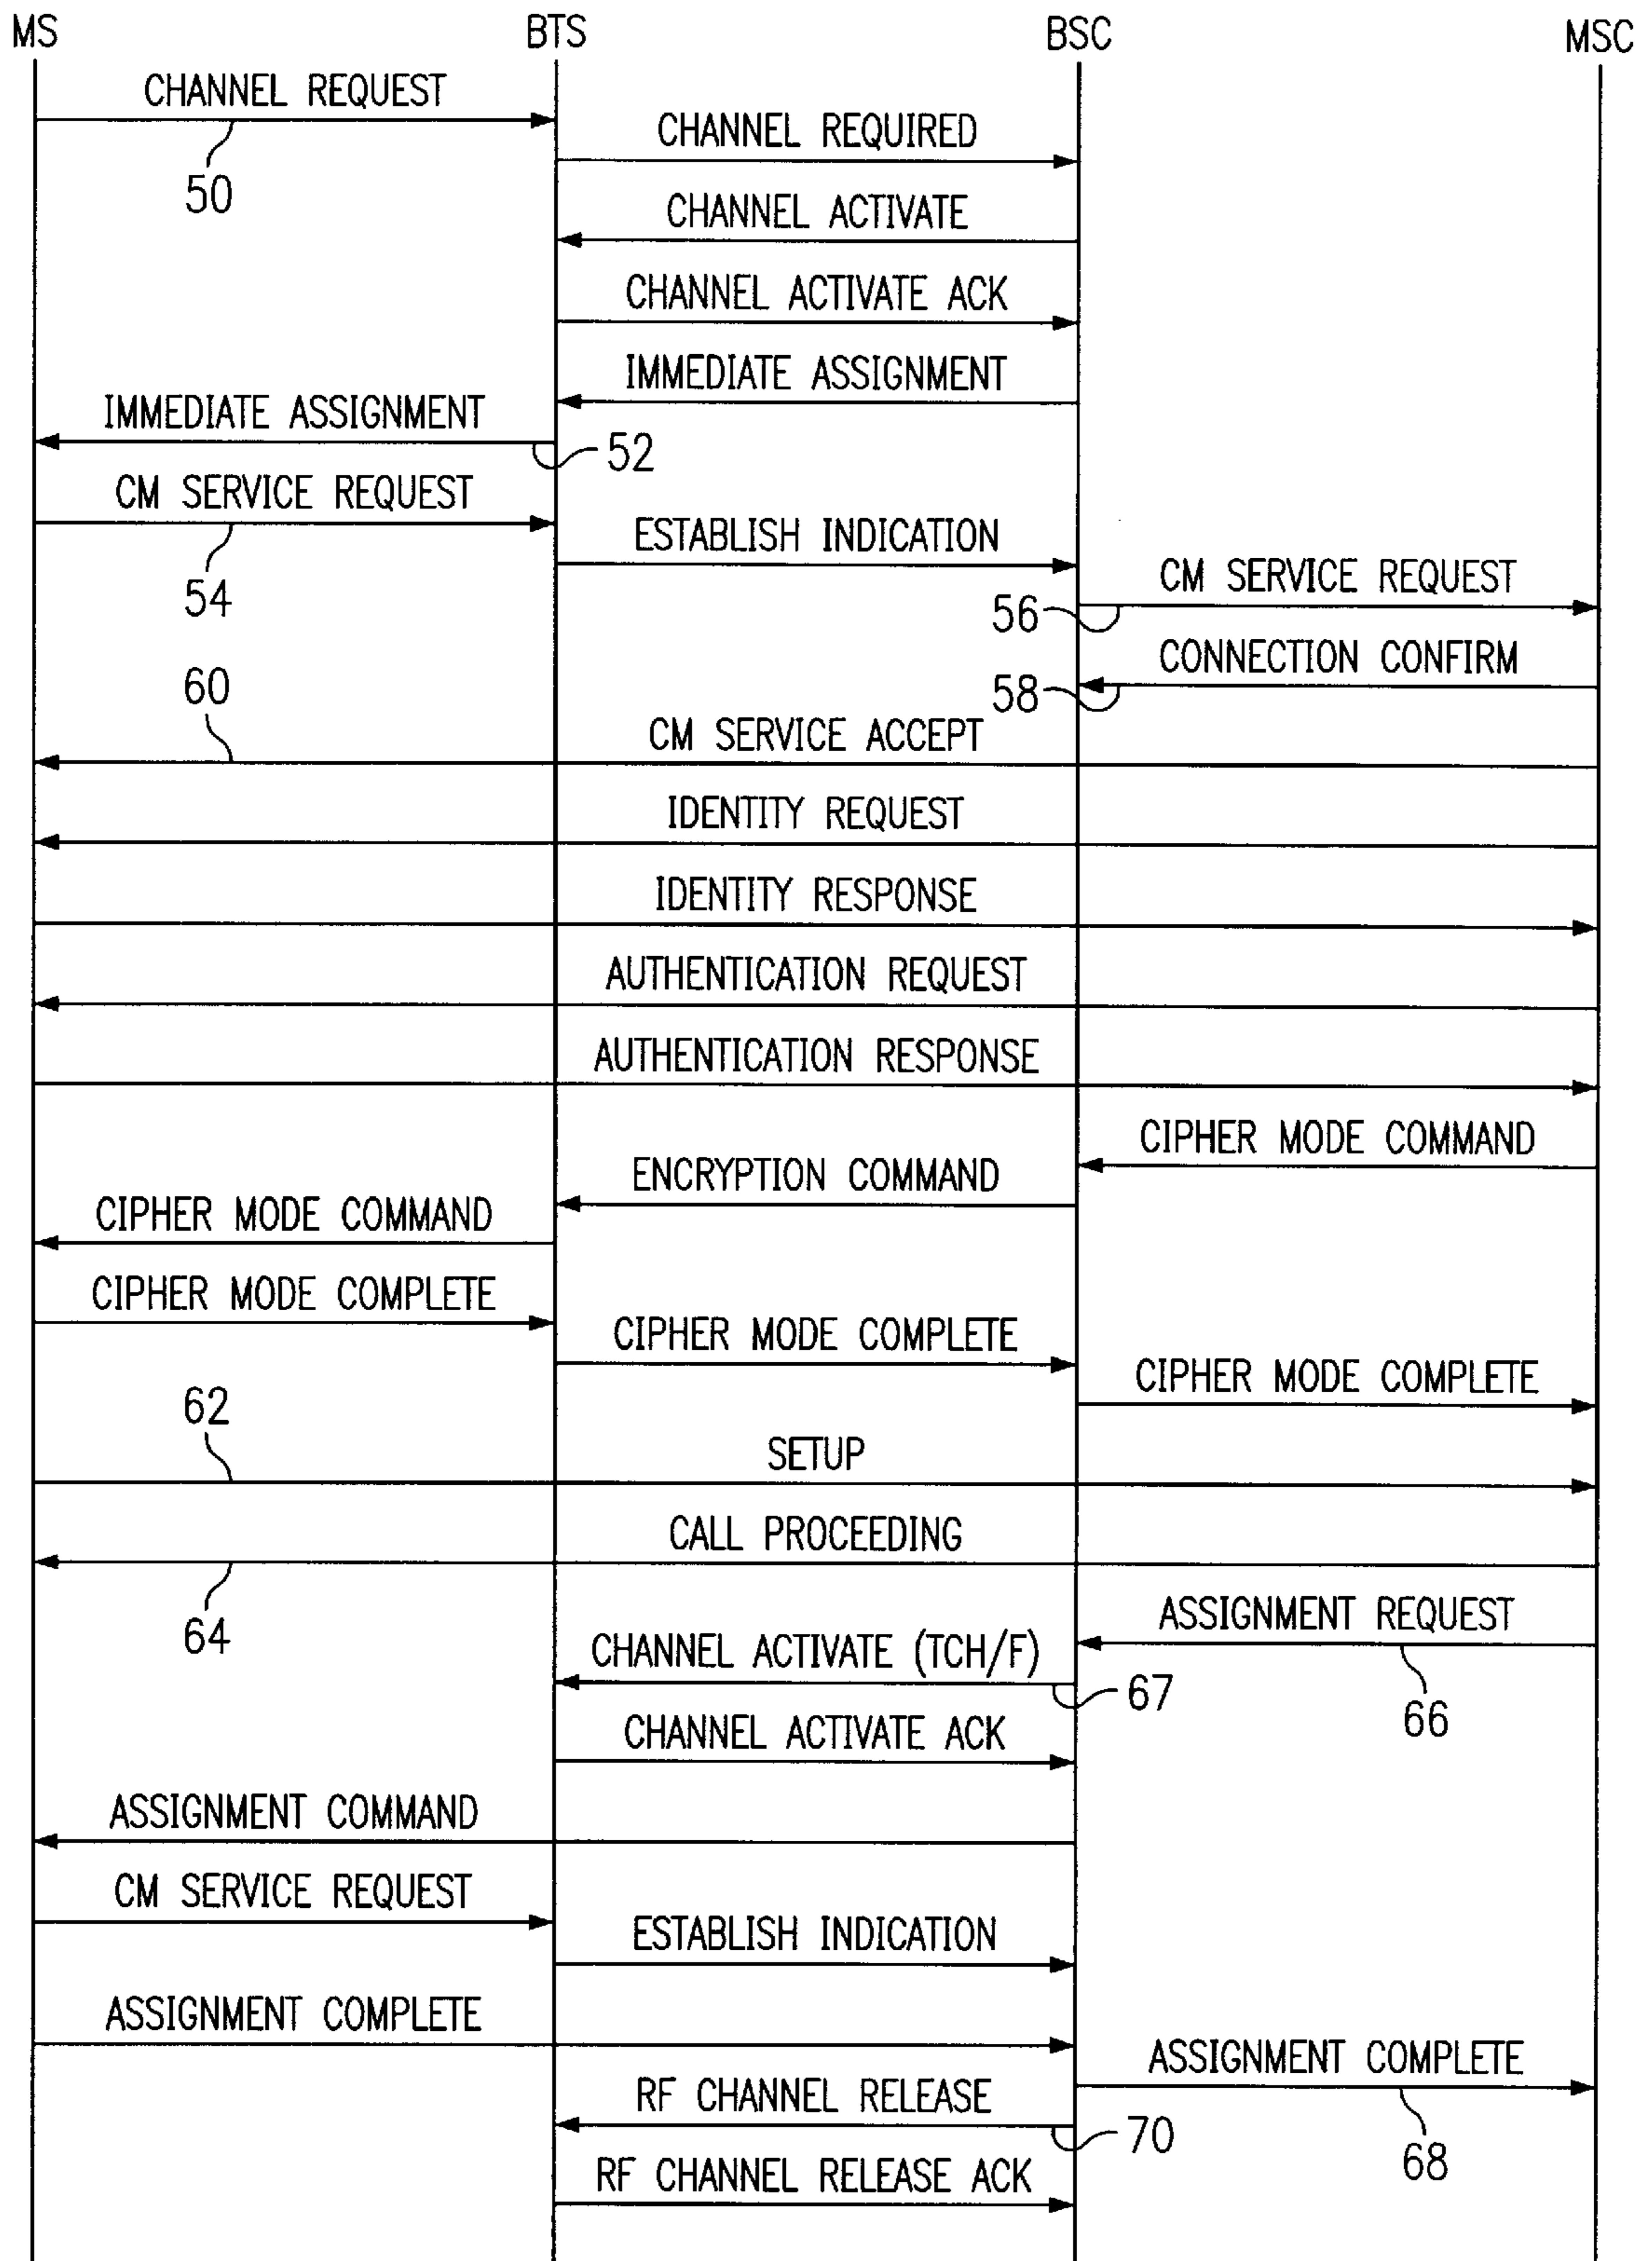 MS BTS BSC MSC
CHANNEL REQUEST
CHANNEL REQUIRED
50
CHANNEL ACTIVATE
CHANNEL ACTIVATE ACK
IMMEDIATE ASSIGNMENT
IMMEDIATE ASSIGNMENT
52
CM SERVICE REQUEST
ESTABLISH INDICATION
54
CM SERVICE REQUEST
56
CONNECTION CONFIRM
60
58
CM SERVICE ACCEPT
IDENTITY REQUEST
IDENTITY RESPONSE
AUTHENTICATION REQUEST
AUTHENTICATION RESPONSE
CIPHER MODE COMMAND
ENCRYPTION COMMAND
CIPHER MODE COMMAND
CIPHER MODE COMPLETE
CIPHER MODE COMPLETE
CIPHER MODE COMPLETE
62
SETUP
CALL PROCEEDING
64
ASSIGNMENT REQUEST
CHANNEL ACTIVATE (TCH/F)
67
66
CHANNEL ACTIVATE ACK
ASSIGNMENT COMMAND
CM SERVICE REQUEST
ESTABLISH INDICATION
ASSIGNMENT COMPLETE
ASSIGNMENT COMPLETE
RF CHANNEL RELEASE
70
68
RF CHANNEL RELEASE ACK